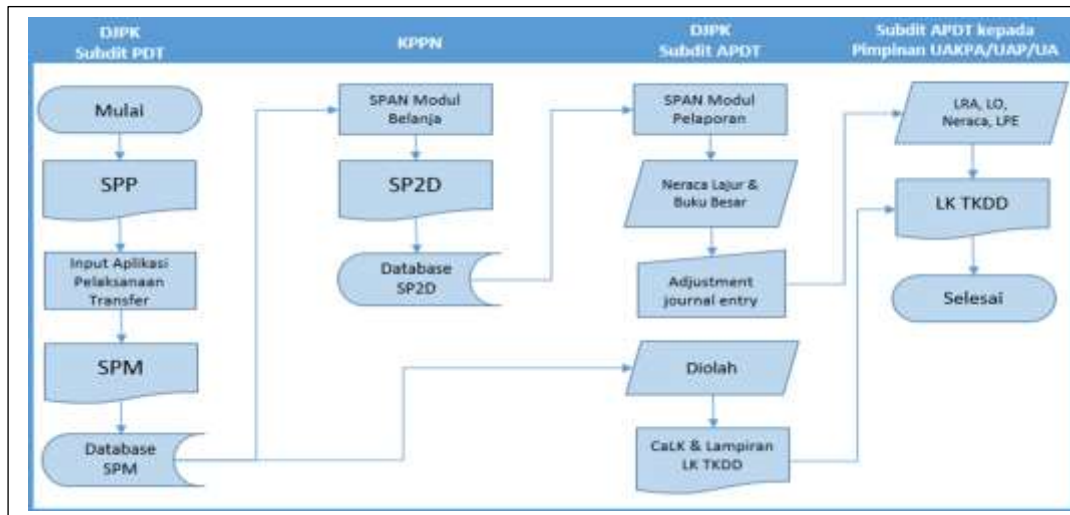 DJPK
Subdit PDT
KPPN
DJPK
Subdit APDT
Subdit APDT kepada
Pimpinan UAKPA/UAP/UA
Mulai
SPP
Input Aplikasi
Pelaksanaan
Transfer
SPM
Database
SPM
SPAN Modul
Belanja
SP2D
Database
SP2D
SPAN Modul
Pelaporan
Neraca Lajur &
Buku Besar
Adjustment
journal entry
Diolah
CaLK & Lampiran
LK TKDD
LRA, LO,
Neraca, LPE
LK TKDD
Selesai